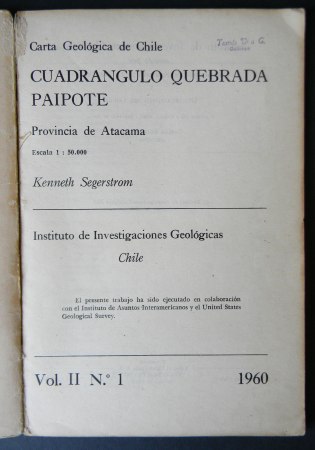 Carta Geológica de Chile
CUADRANGULO QUEBRADA
PAIPOTE
Provincia de Atacama
Escala 1 : 50.000
Kenneth Segerstrom
Instituto de Investigaciones Geológicas
Chile
El presente trabajo ha sido ejecutado en colaboración
con el Instituto de Asuntos Interamericanos y el United States
Geological Survey.
Vol. II N.º 1 1960